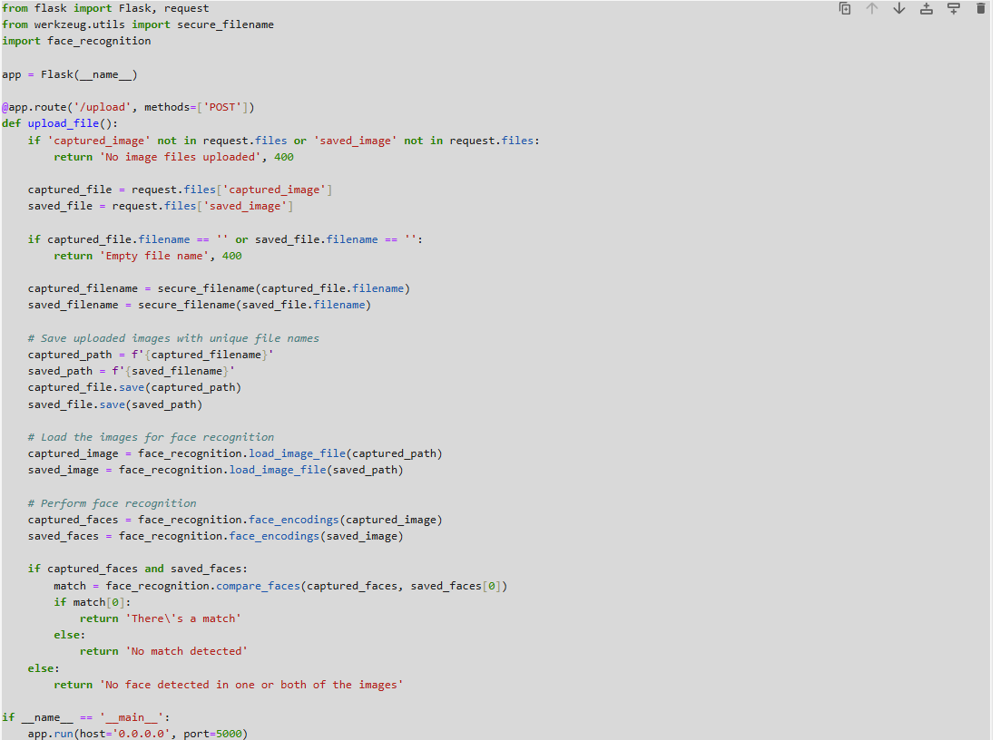 from flask import Flask, request
from werkzeug.utils import secure_filename
import face_recognition

app = Flask(__name__)

@app.route('/upload', methods=['POST'])
def upload_file():
    if 'captured_image' not in request.files or 'saved_image' not in request.files:
        return 'No image files uploaded', 400

    captured_file = request.files['captured_image']
    saved_file = request.files['saved_image']

    if captured_file.filename == '' or saved_file.filename == '':
        return 'Empty file name', 400

    captured_filename = secure_filename(captured_file.filename)
    saved_filename = secure_filename(saved_file.filename)

    # Save uploaded images with unique file names
    captured_path = f'{captured_filename}'
    saved_path = f'{saved_filename}'
    captured_file.save(captured_path)
    saved_file.save(saved_path)

    # Load the images for face recognition
    captured_image = face_recognition.load_image_file(captured_path)
    saved_image = face_recognition.load_image_file(saved_path)

    # Perform face recognition
    captured_faces = face_recognition.face_encodings(captured_image)
    saved_faces = face_recognition.face_encodings(saved_image)

    if captured_faces and saved_faces:
        match = face_recognition.compare_faces(captured_faces, saved_faces[0])
        if match[0]:
            return 'There\'s a match'
        else:
            return 'No match detected'
    else:
        return 'No face detected in one or both of the images'

if __name__ == '__main__':
    app.run(host='0.0.0.0', port=5000)